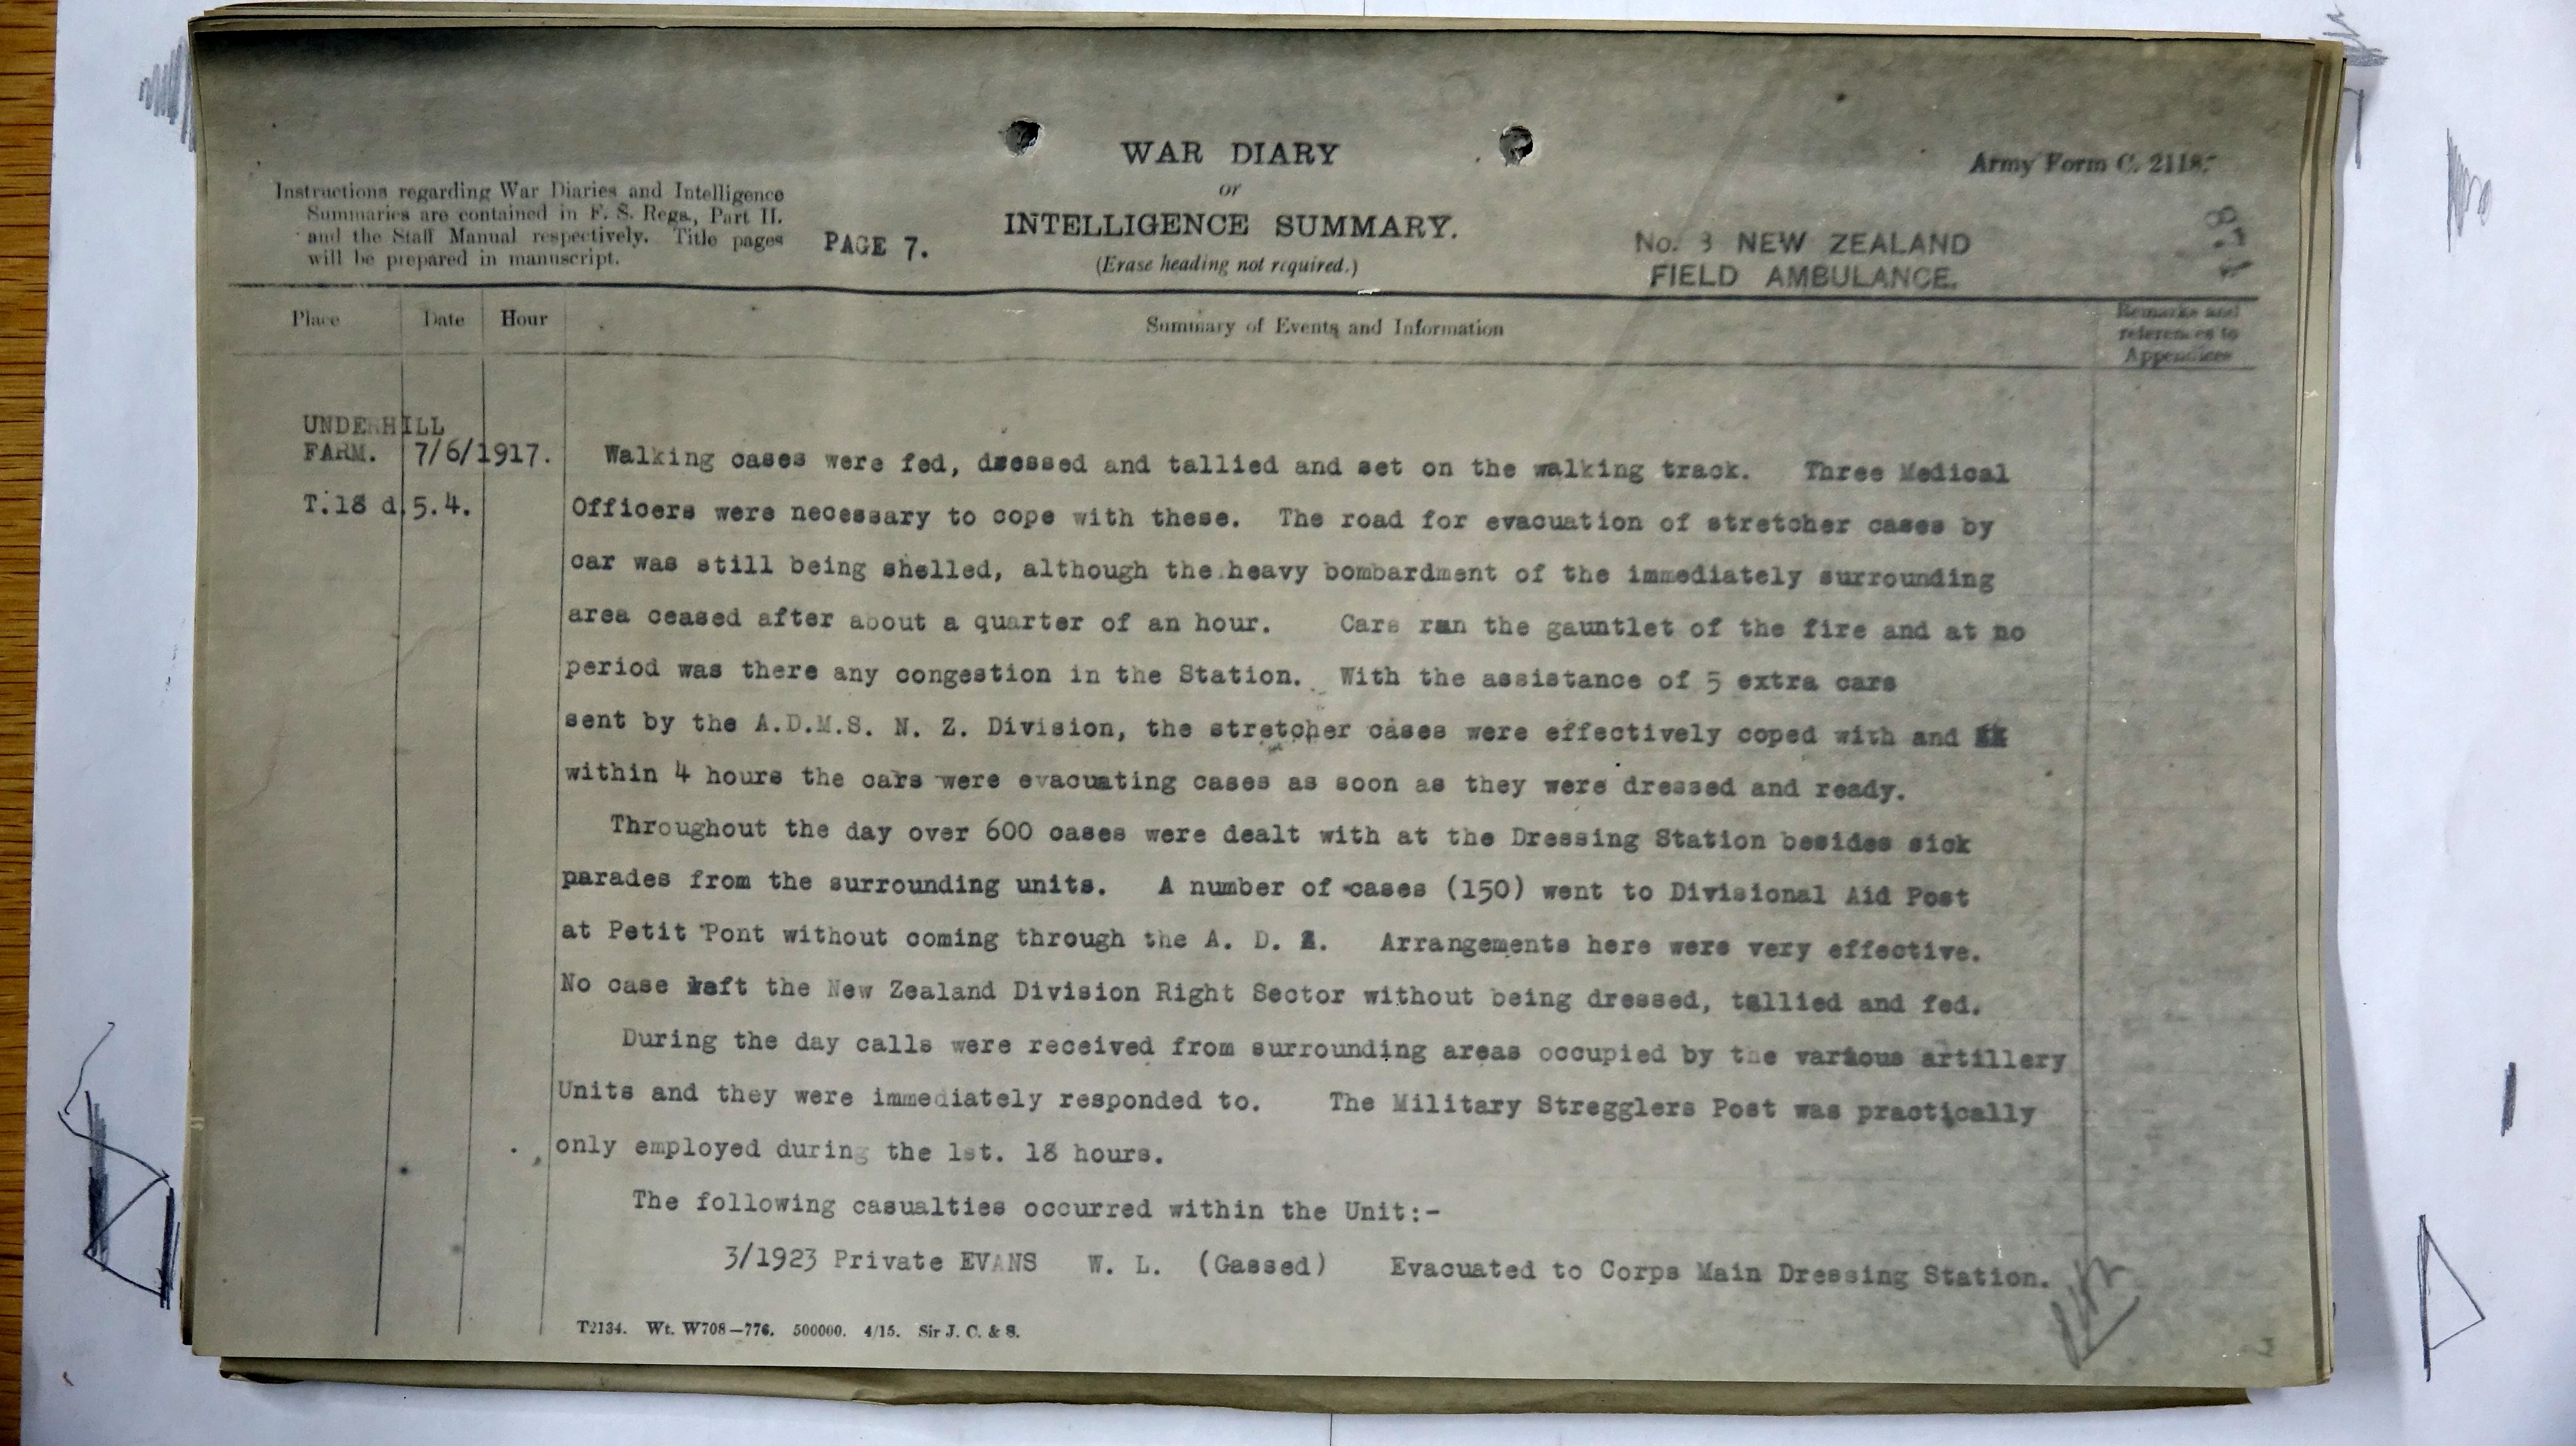 WAR DIARY
or
INTELLIGENCE SUMMARY.
(Erase heading not required.)
Army Form C. 2118.
Instructions regarding War Diaries and Intelligence
Summaries are contained in F. S. Regs., Part II.
and the Staff Manual respectively. Title pages
will be prepared in manuscript.
PAGE 7.
No. 3 NEW ZEALAND
FIELD AMBULANCE.
Place Date Hour Summary of Events and Information
Remarks and
references to
Appendices
UNDERHILL
FARM. 7/6/1917.
T.18 d.5.4.
Walking cases were fed, dressed and tallied and set on the walking track. Three Medical
Officers were necessary to cope with these. The road for evacuation of stretcher cases by
car was still being shelled, although the heavy bombardment of the immediately surrounding
area ceased after about a quarter of an hour. Cars ran the gauntlet of the fire and at no
period was there any congestion in the Station. With the assistance of 5 extra cars
sent by the A.D.M.S. N. Z. Division, the stretcher cases were effectively coped with and
within 4 hours the cars were evacuating cases as soon as they were dressed and ready.
Throughout the day over 600 cases were dealt with at the Dressing Station besides sick
parades from the surrounding units. A number of cases (150) went to Divisional Aid Post
at Petit Pont without coming through the A. D. S. Arrangements here were very effective.
No case left the New Zealand Division Right Sector without being dressed, tallied and fed.
During the day calls were received from surrounding areas occupied by the various artillery
Units and they were immediately responded to. The Military Stregglers Post was practically
only employed during the 1st. 18 hours.
The following casualties occurred within the Unit:-
3/1923 Private EVANS W. L. (Gassed) Evacuated to Corps Main Dressing Station.
T2134. Wt. W708—776. 500000. 4/15. Sir J. C. & S.